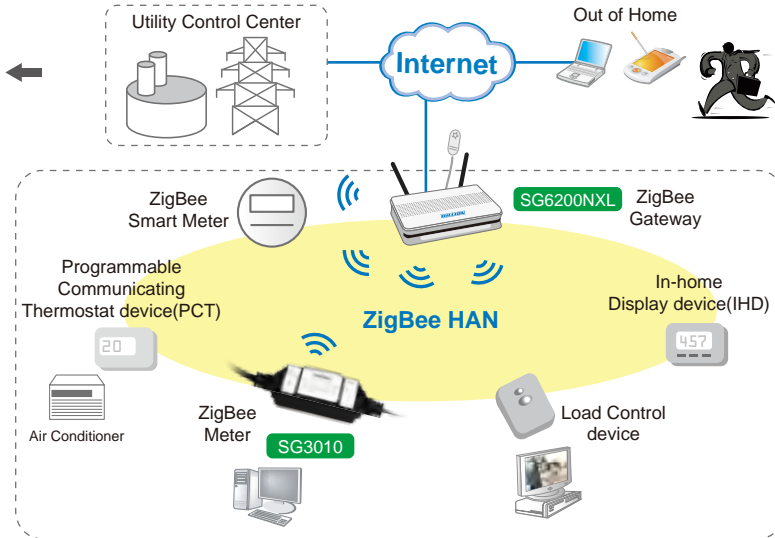 Utility Control Center
Out of Home
Internet
ZigBee
Smart Meter
BILLION
SG6200NXL
ZigBee
Gateway
Programmable
Communicating
Thermostat device(PCT)
20
In-home
Display device(IHD)
457
ZigBee HAN
Air Conditioner
ZigBee
Meter
SG3010
Load Control
device